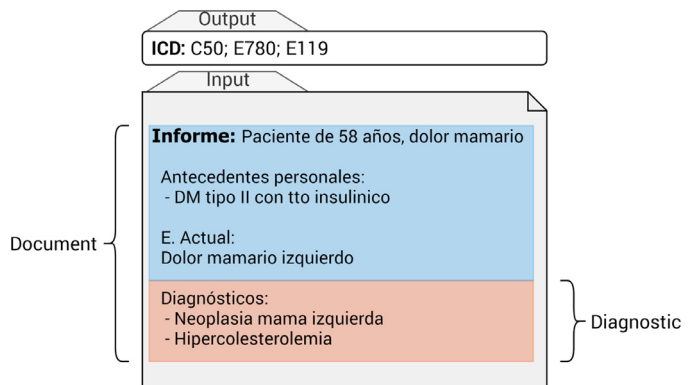 Output
ICD: C50; E780; E119
Input
Informe: Paciente de 58 años, dolor mamario
Antecedentes personales:
- DM tipo II con tto insulinico
E. Actual:
Dolor mamario izquierdo
Document
Diagnósticos:
- Neoplasia mama izquierda
- Hipercolesterolemia
Diagnostic